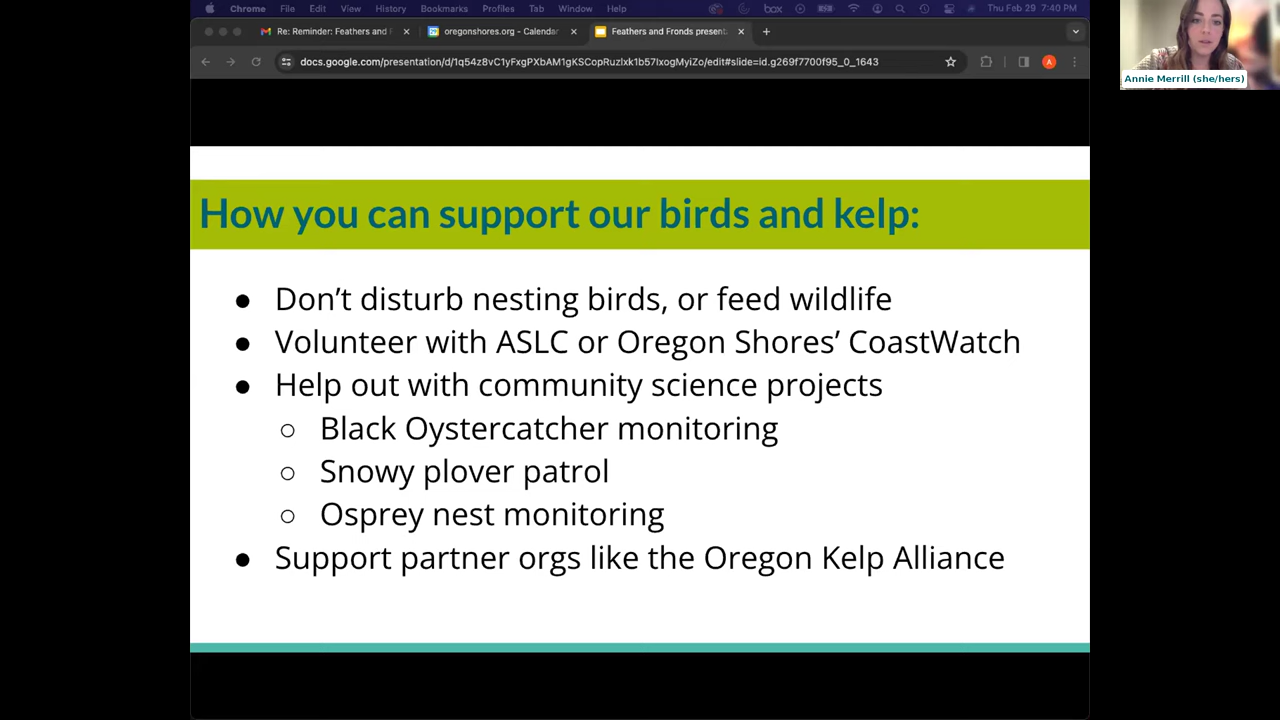 Chrome File Edit View History Bookmarks Profiles Tab Window Help box Thu Feb 29 7:40 PM
Re: Reminder: Feathers and oregonshores.org - Calendar Feathers and Fronds present
docs.google.com/presentation/d/1q54z8vC1yFxgPXbAM1gKSCopRuzlxk1b57IxogMyiZo/edit#slide=id.g269f7700f95_0_1643
A
Annie Merrill (she/hers)
How you can support our birds and kelp:
● Don’t disturb nesting birds, or feed wildlife
● Volunteer with ASLC or Oregon Shores’ CoastWatch
● Help out with community science projects
○ Black Oystercatcher monitoring
○ Snowy plover patrol
○ Osprey nest monitoring
● Support partner orgs like the Oregon Kelp Alliance